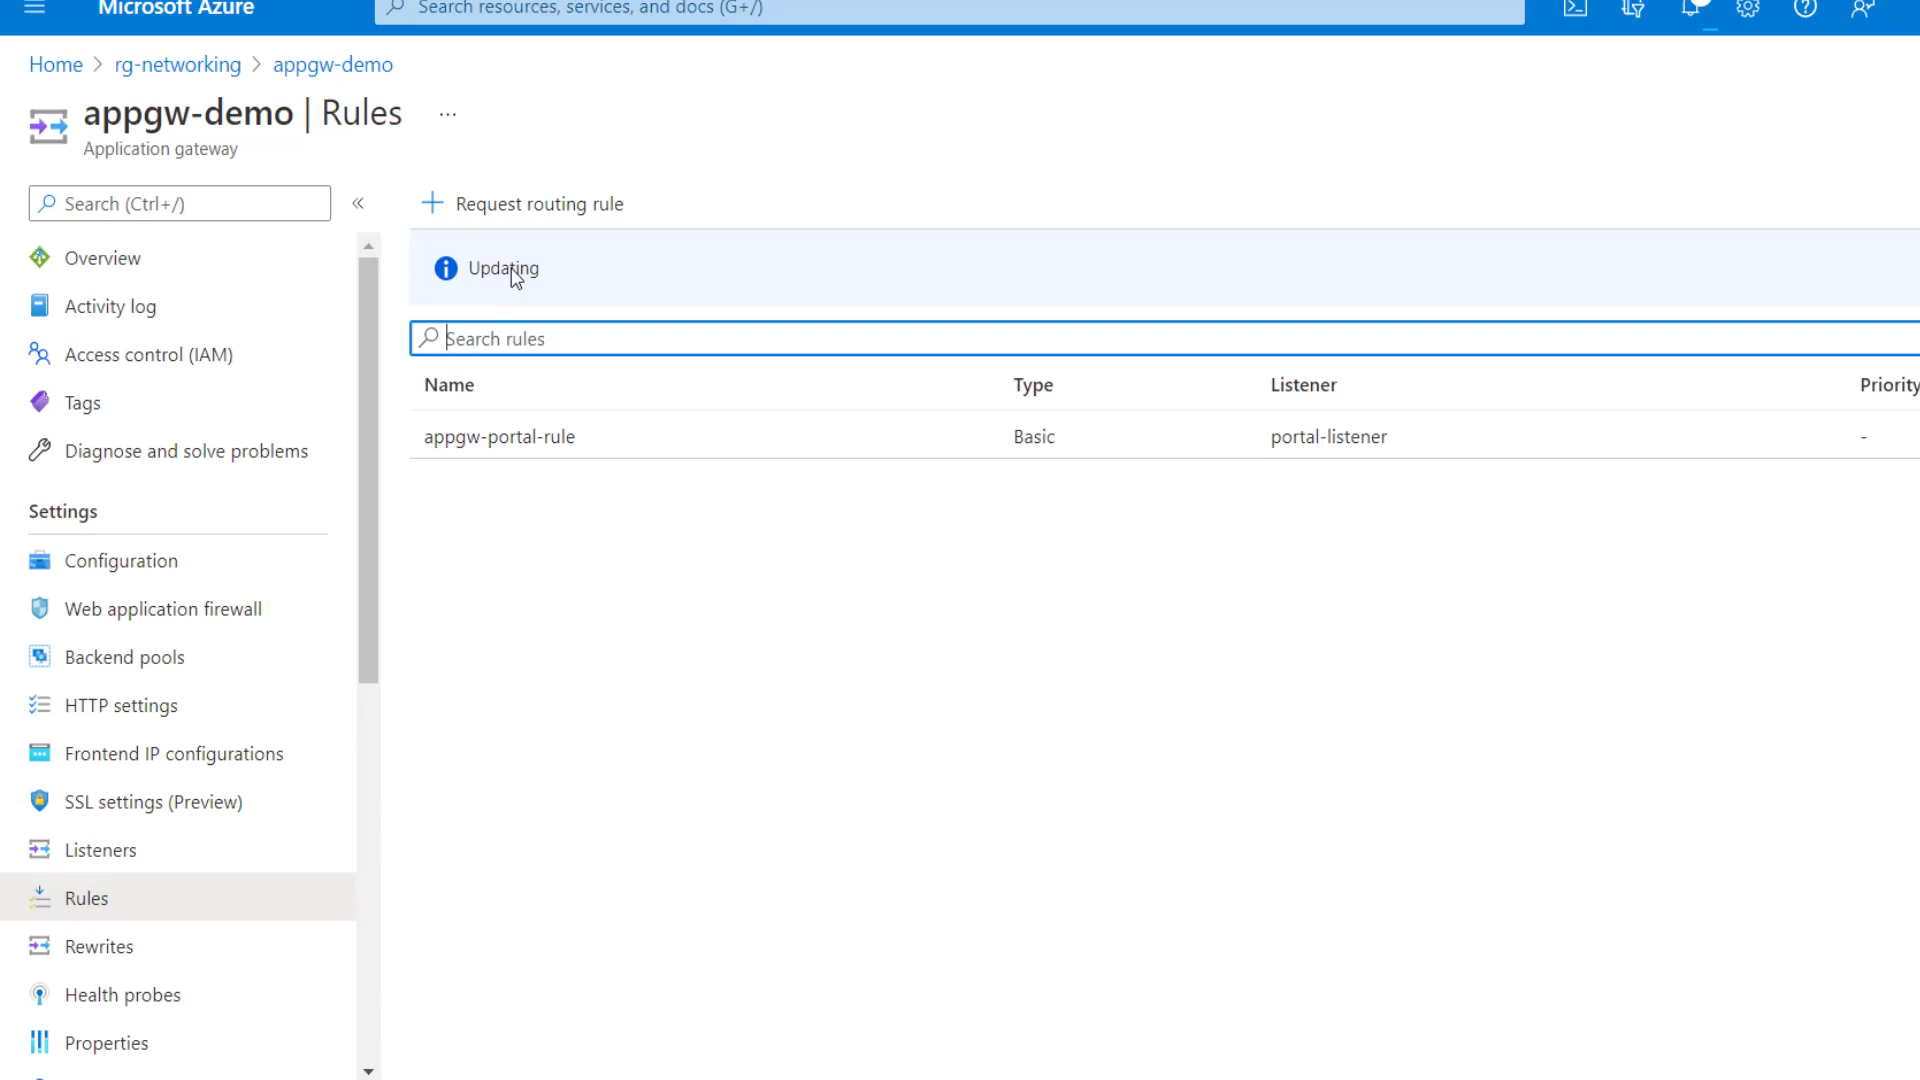 Microsoft Azure
Search resources, services, and docs (G+/)
Home > rg-networking > appgw-demo
appgw-demo | Rules ...
Application gateway
Search (Ctrl+/) «
+ Request routing rule
Overview
Activity log
Access control (IAM)
Tags
Diagnose and solve problems
Settings
Configuration
Web application firewall
Backend pools
HTTP settings
Frontend IP configurations
SSL settings (Preview)
Listeners
Rules
Rewrites
Health probes
Properties
Updating
Search rules
Name Type Listener Priority
appgw-portal-rule Basic portal-listener -